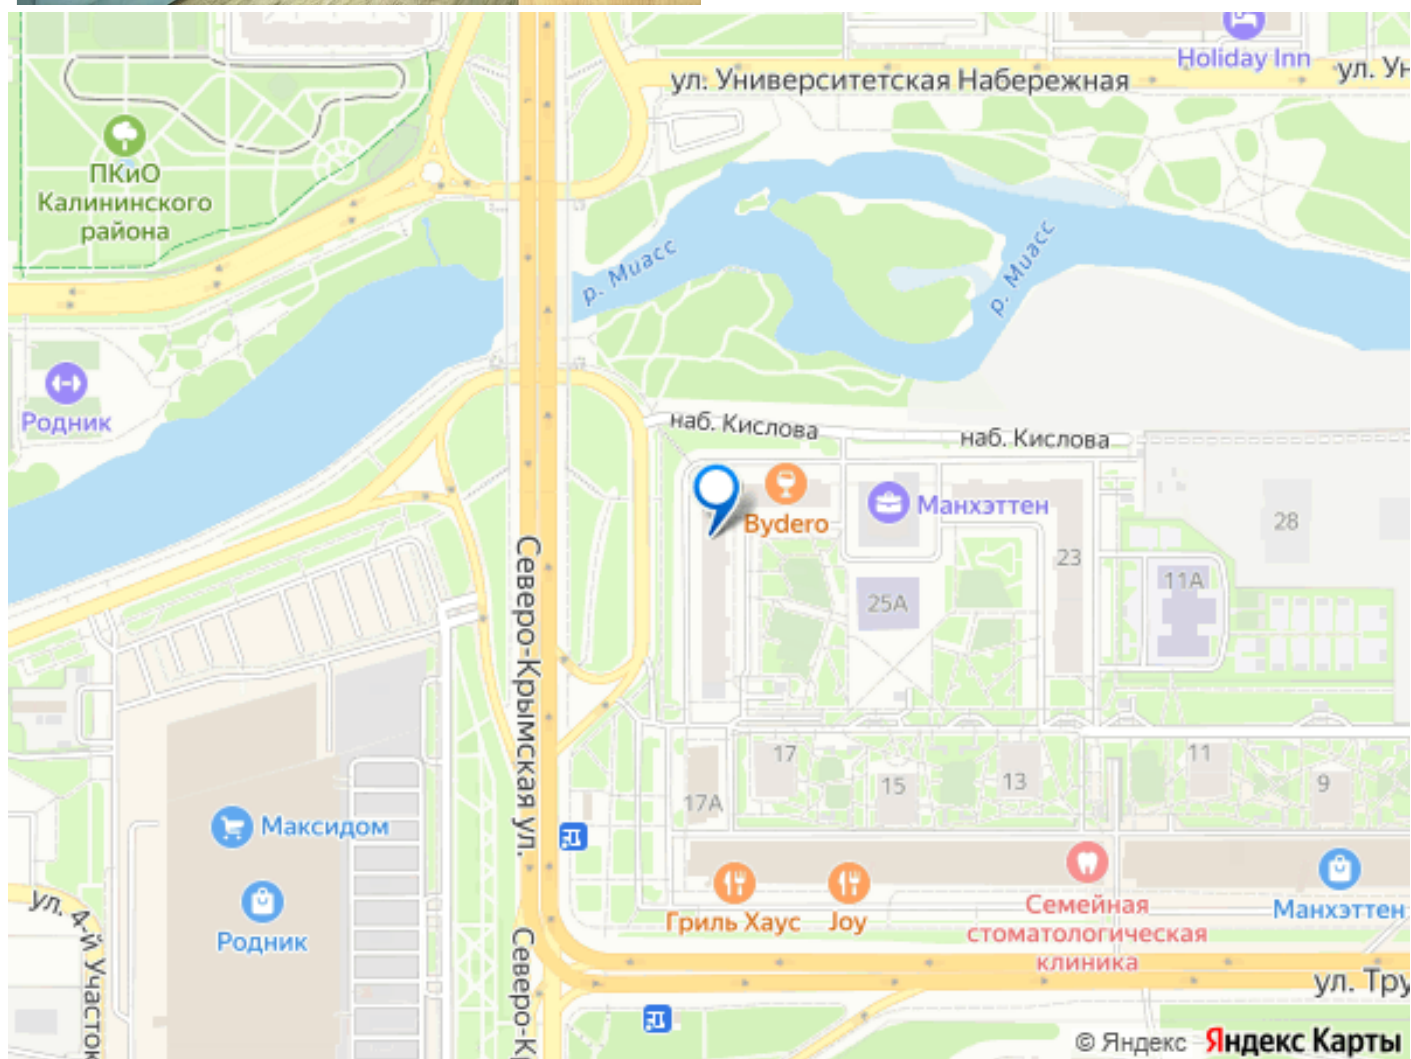 Holiday Inn
ул. Университетская Набережная
ул. Ун
ПКиО
Калининского
района
р. Миасс
р. Миасс
Родник
наб. Кислова
наб. Кислова
Bydero
Манхэттен
28
23
11А
25А
Северо-Крымская ул.
17
15
13
11
9
17А
Максидом
Родник
Гриль Хаус
Joy
Семейная
стоматологическая
клиника
Манхэттен
ул. 4-й Участок
Северо-К
ул. Тру
© Яндекс Яндекс Карты